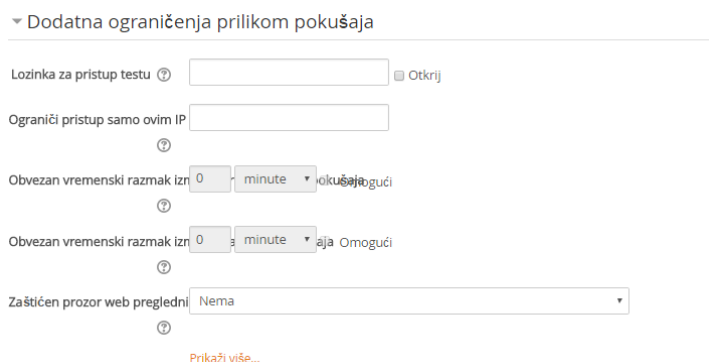 Dodatna ograničenja prilikom pokušaja
Lozinka za pristup testu
Otkrij
Ograniči pristup samo ovim IP
Obvezan vremenski razmak 0 minute pokušaja Omogući
Obvezan vremenski razmak 0 minute Omogući
Zaštićen prozor web Nema
Prikaži više...